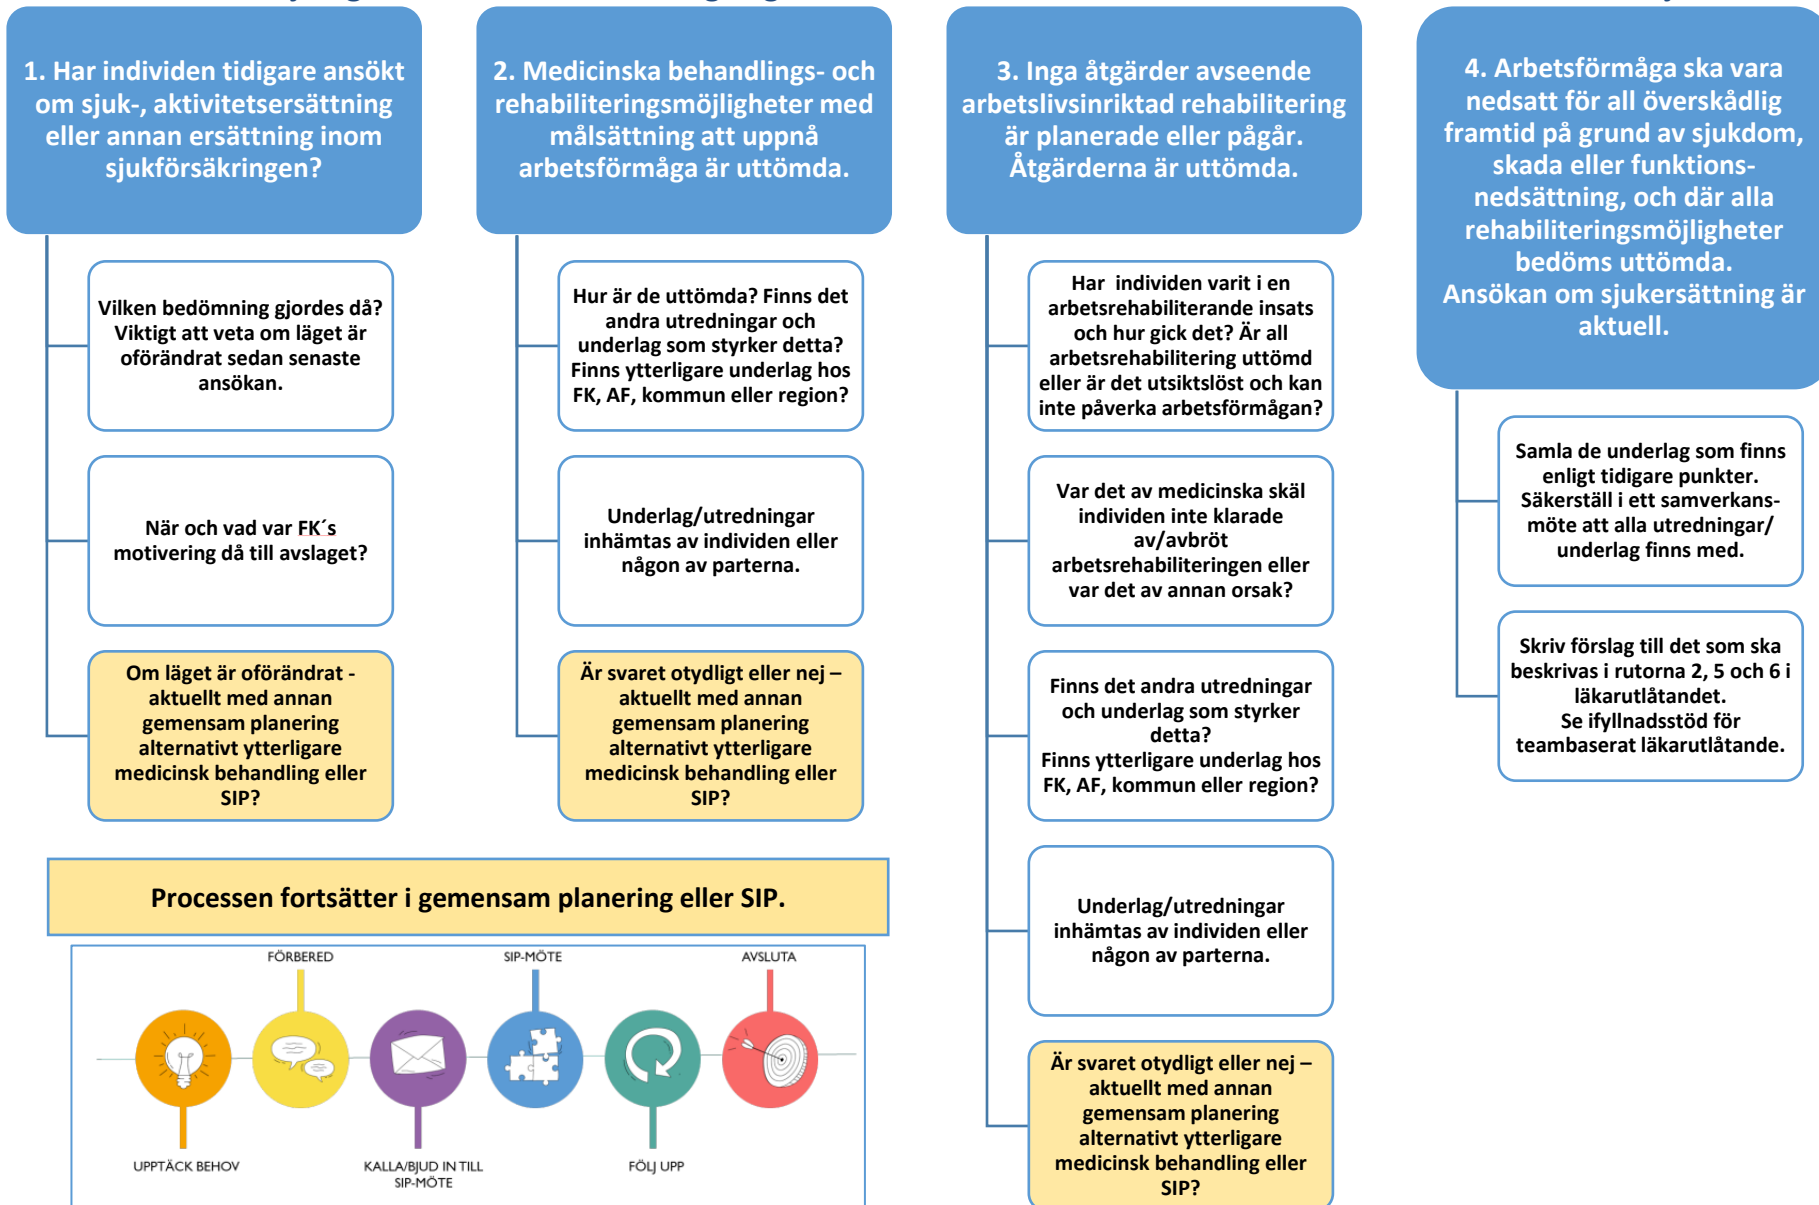 1. Har individen tidigare ansökt
om sjuk-, aktivitetsersättning
eller annan ersättning inom
sjukförsäkringen?
Vilken bedömning gjordes då?
Viktigt att veta om läget är
oförändrat sedan senaste
ansökan.
När och vad var FK´s
motivering då till avslaget?
Om läget är oförändrat -
aktuellt med annan
gemensam planering
alternativt ytterligare
medicinsk behandling eller
SIP?
2. Medicinska behandlings- och
rehabiliteringsmöjligheter med
målsättning att uppnå
arbetsförmåga är uttömda.
Hur är de uttömda? Finns det
andra utredningar och
underlag som styrker detta?
Finns ytterligare underlag hos
FK, AF, kommun eller region?
Underlag/utredningar
inhämtas av individen eller
någon av parterna.
Är svaret otydligt eller nej –
aktuellt med annan
gemensam planering
alternativt ytterligare
medicinsk behandling eller
SIP?
3. Inga åtgärder avseende
arbetslivsinriktad rehabilitering
är planerade eller pågår.
Åtgärderna är uttömda.
Har individen varit i en
arbetsrehabiliterande insats
och hur gick det? Är all
arbetsrehabilitering uttömd
eller är det utsiktslöst och kan
inte påverka arbetsförmågan?
Var det av medicinska skäl
individen inte klarade
av/avbröt
arbetsrehabiliteringen eller
var det av annan orsak?
Finns det andra utredningar
och underlag som styrker
detta?
Finns ytterligare underlag hos
FK, AF, kommun eller region?
Underlag/utredningar
inhämtas av individen eller
någon av parterna.
Är svaret otydligt eller nej –
aktuellt med annan
gemensam planering
alternativt ytterligare
medicinsk behandling eller
SIP?
4. Arbetsförmåga ska vara
nedsatt för all överskådlig
framtid på grund av sjukdom,
skada eller funktions-
nedsättning, och där alla
rehabiliteringsmöjligheter
bedöms uttömda.
Ansökan om sjukersättning är
aktuell.
Samla de underlag som finns
enligt tidigare punkter.
Säkerställ i ett samverkans-
möte att alla utredningar/
underlag finns med.
Skriv förslag till det som ska
beskrivas i rutorna 2, 5 och 6 i
läkarutlåtandet.
Se ifyllnadsstöd för
teambaserat läkarutlåtande.
Processen fortsätter i gemensam planering eller SIP.
FÖRBERED
SIP-MÖTE
AVSLUTA
UPPTÄCK BEHOV
KALLA/BJUD IN TILL
SIP-MÖTE
FÖLJ UPP